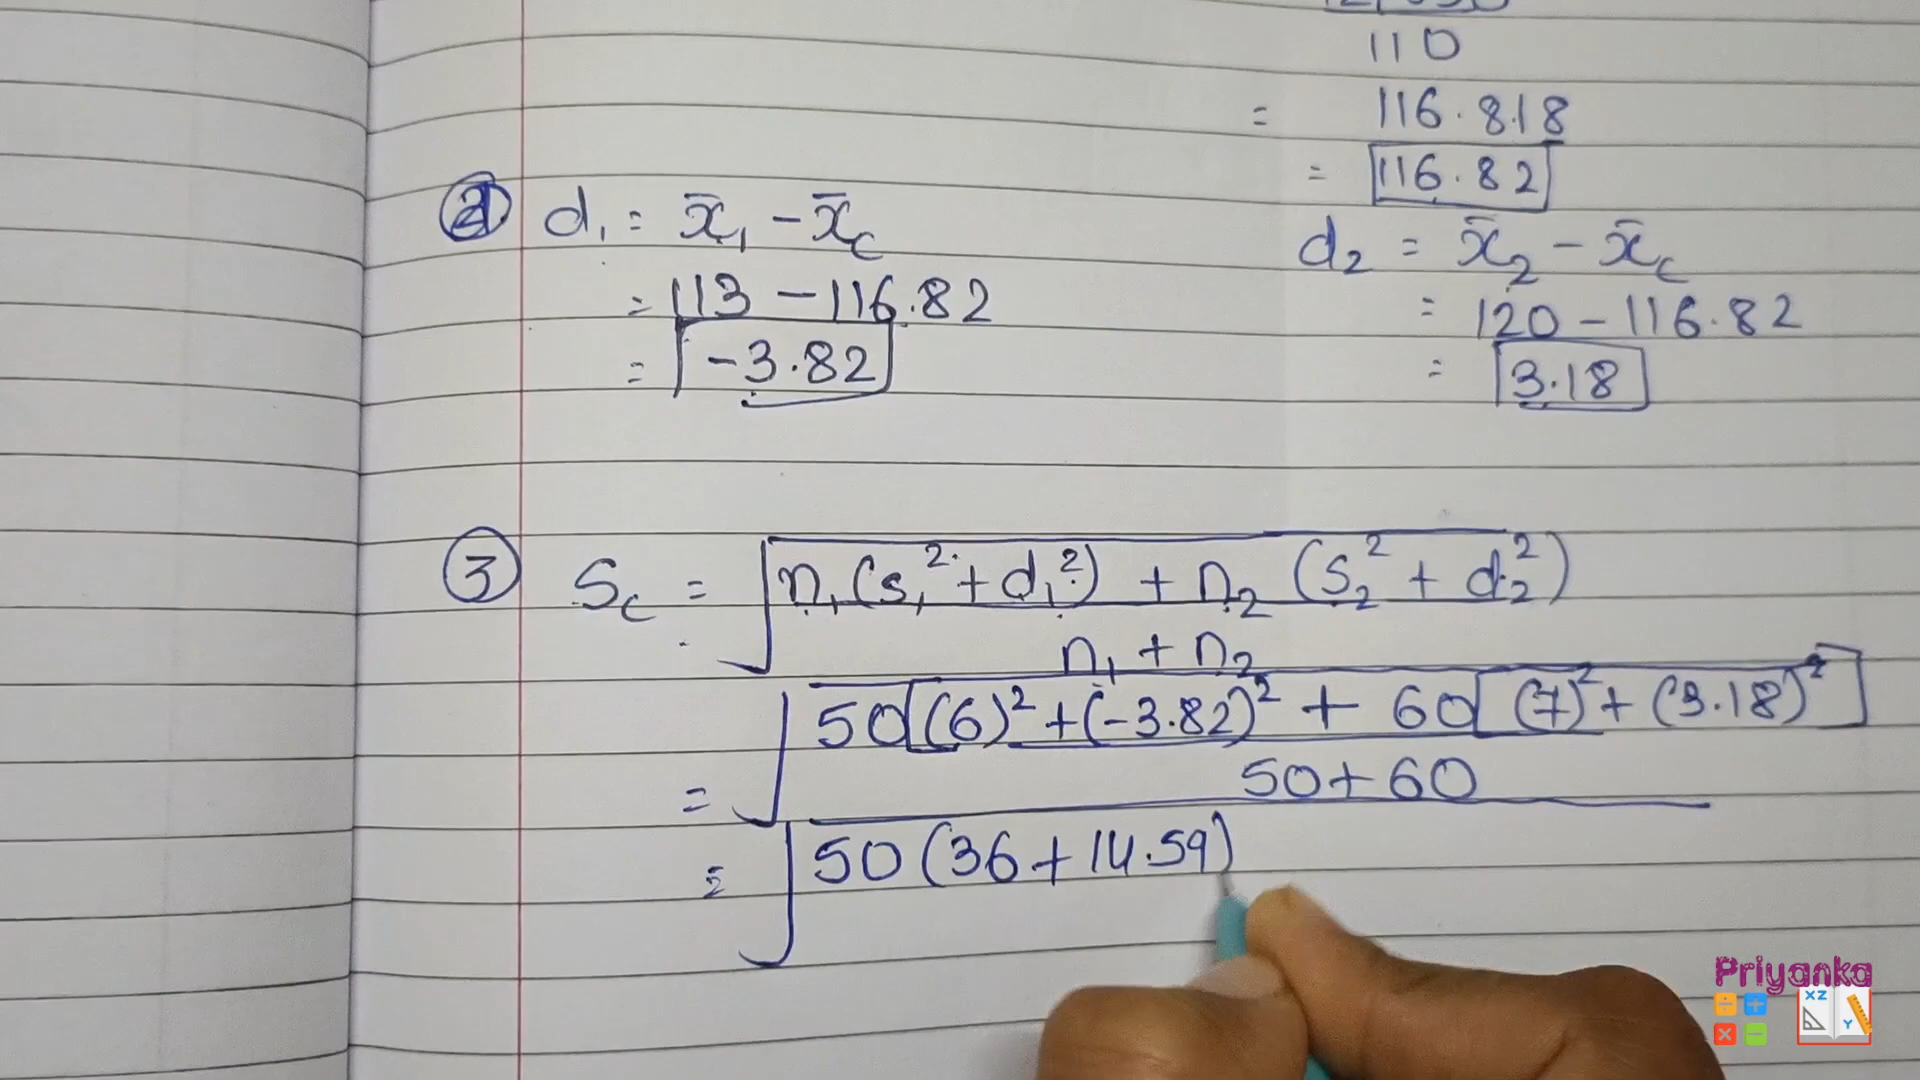 110
= 116.818
= 116.82
② d₁ = x̄₁ - x̄c
= 113 - 116.82
= -3.82
d₂ = x̄₂ - x̄c
= 120 - 116.82
= 3.18
③ Sc = √ n₁(s₁² + d₁²) + n₂ (s₂² + d₂²)
n₁ + n₂
= √ 50[(6)² + (-3.82)² + 60[(7)² + (3.18)²]
50 + 60
= √ 50 (36 + 14.59)
Priyanka
XZ
Y